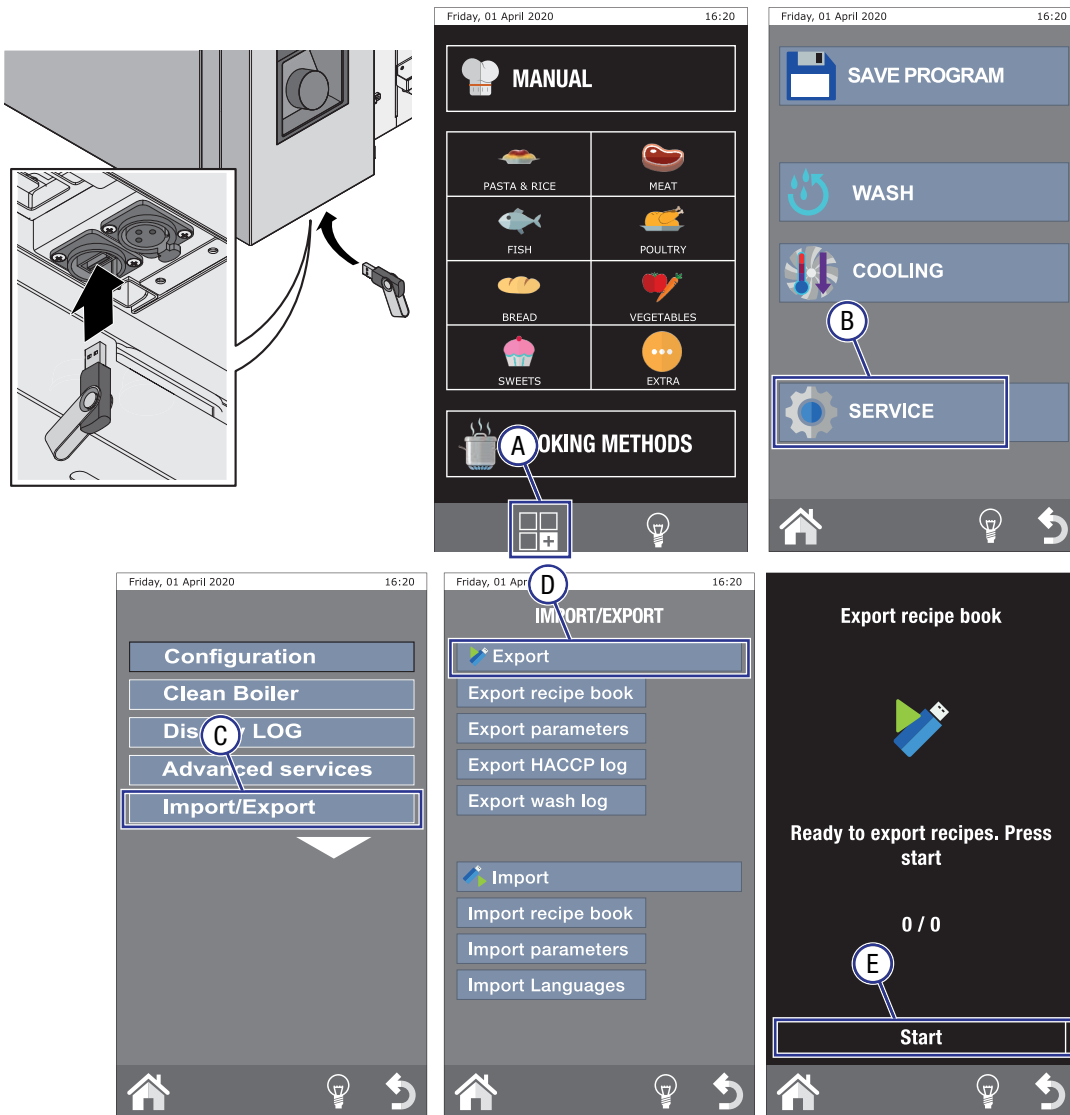 Friday, 01 April 2020 16:20
MANUAL
PASTA & RICE MEAT
FISH POULTRY
BREAD VEGETABLES
SWEETS EXTRA
A OKING METHODS
Friday, 01 April 2020 16:20
SAVE PROGRAM
WASH
COOLING
B
SERVICE
Friday, 01 April 2020 16:20
Configuration
Clean Boiler
Dis y LOG
C
Advanced services
Import/Export
Friday, 01 Apr 16:20
D
IMPORT/EXPORT
Export
Export recipe book
Export parameters
Export HACCP log
Export wash log
Import
Import recipe book
Import parameters
Import Languages
Export recipe book
Ready to export recipes. Press
start
0 / 0
E
Start